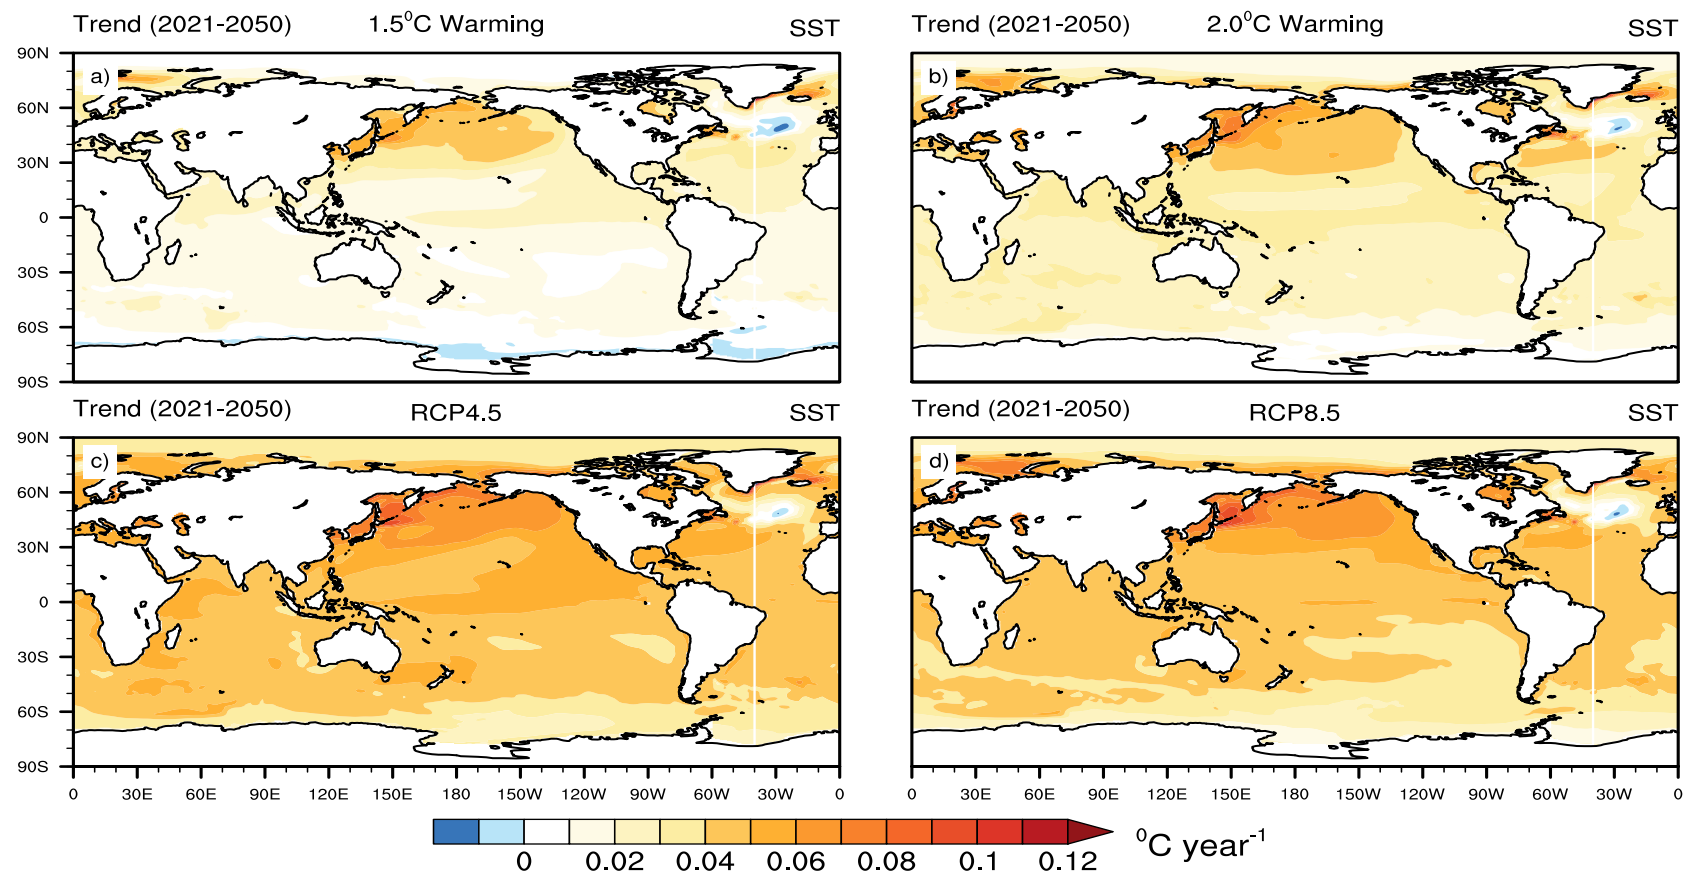 Trend (2021-2050) 1.5⁰C Warming SST
Trend (2021-2050) 2.0⁰C Warming SST
90N
60N
30N
0
30S
60S
90S
a)
b)
Trend (2021-2050) RCP4.5 SST
Trend (2021-2050) RCP8.5 SST
90N
60N
30N
0
30S
60S
90S
c)
d)
0 30E 60E 90E 120E 150E 180 150W 120W 90W 60W 30W 0
0 30E 60E 90E 120E 150E 180 150W 120W 90W 60W 30W 0
0 0.02 0.04 0.06 0.08 0.1 0.12
⁰C year⁻¹